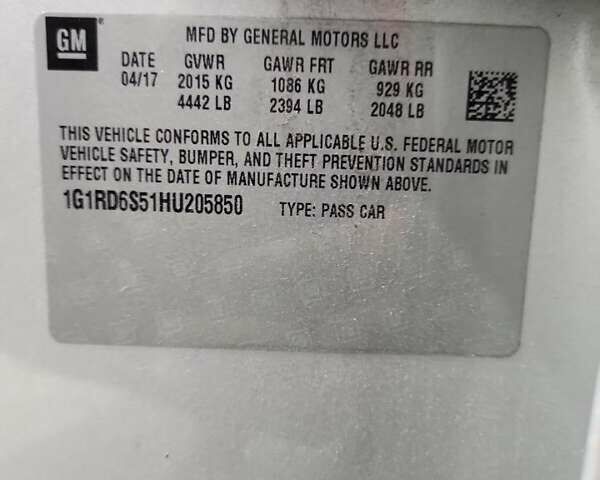 GM
MFD BY GENERAL MOTORS LLC
DATE GVWR GAWR FRT GAWR RR
04/17 2015 KG 1086 KG 929 KG
4442 LB 2394 LB 2048 LB
THIS VEHICLE CONFORMS TO ALL APPLICABLE U.S. FEDERAL MOTOR
VEHICLE SAFETY, BUMPER, AND THEFT PREVENTION STANDARDS IN
EFFECT ON THE DATE OF MANUFACTURE SHOWN ABOVE.
1G1RD6S51HU205850 TYPE: PASS CAR